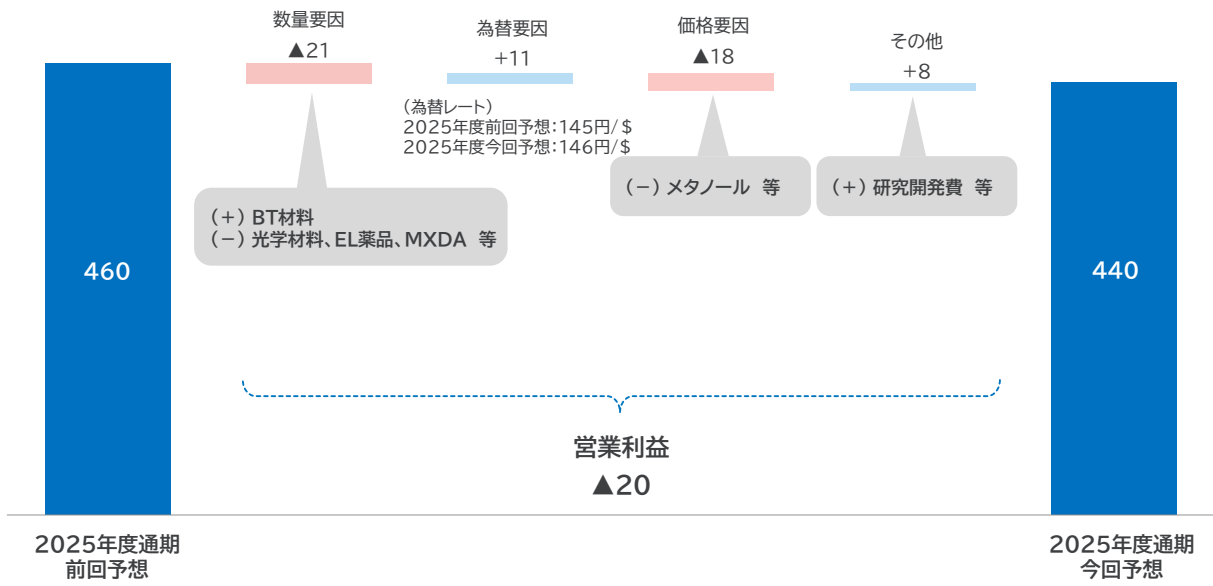 数量要因
▲21
為替要因
+11
価格要因
▲18
その他
+8
(為替レート)
2025年度前回予想:145円/$
2025年度今回予想:146円/$
(+) BT材料
(-) 光学材料、EL薬品、MXDA 等
(-) メタノール 等
(+) 研究開発費 等
460
440
営業利益
▲20
2025年度通期
前回予想
2025年度通期
今回予想